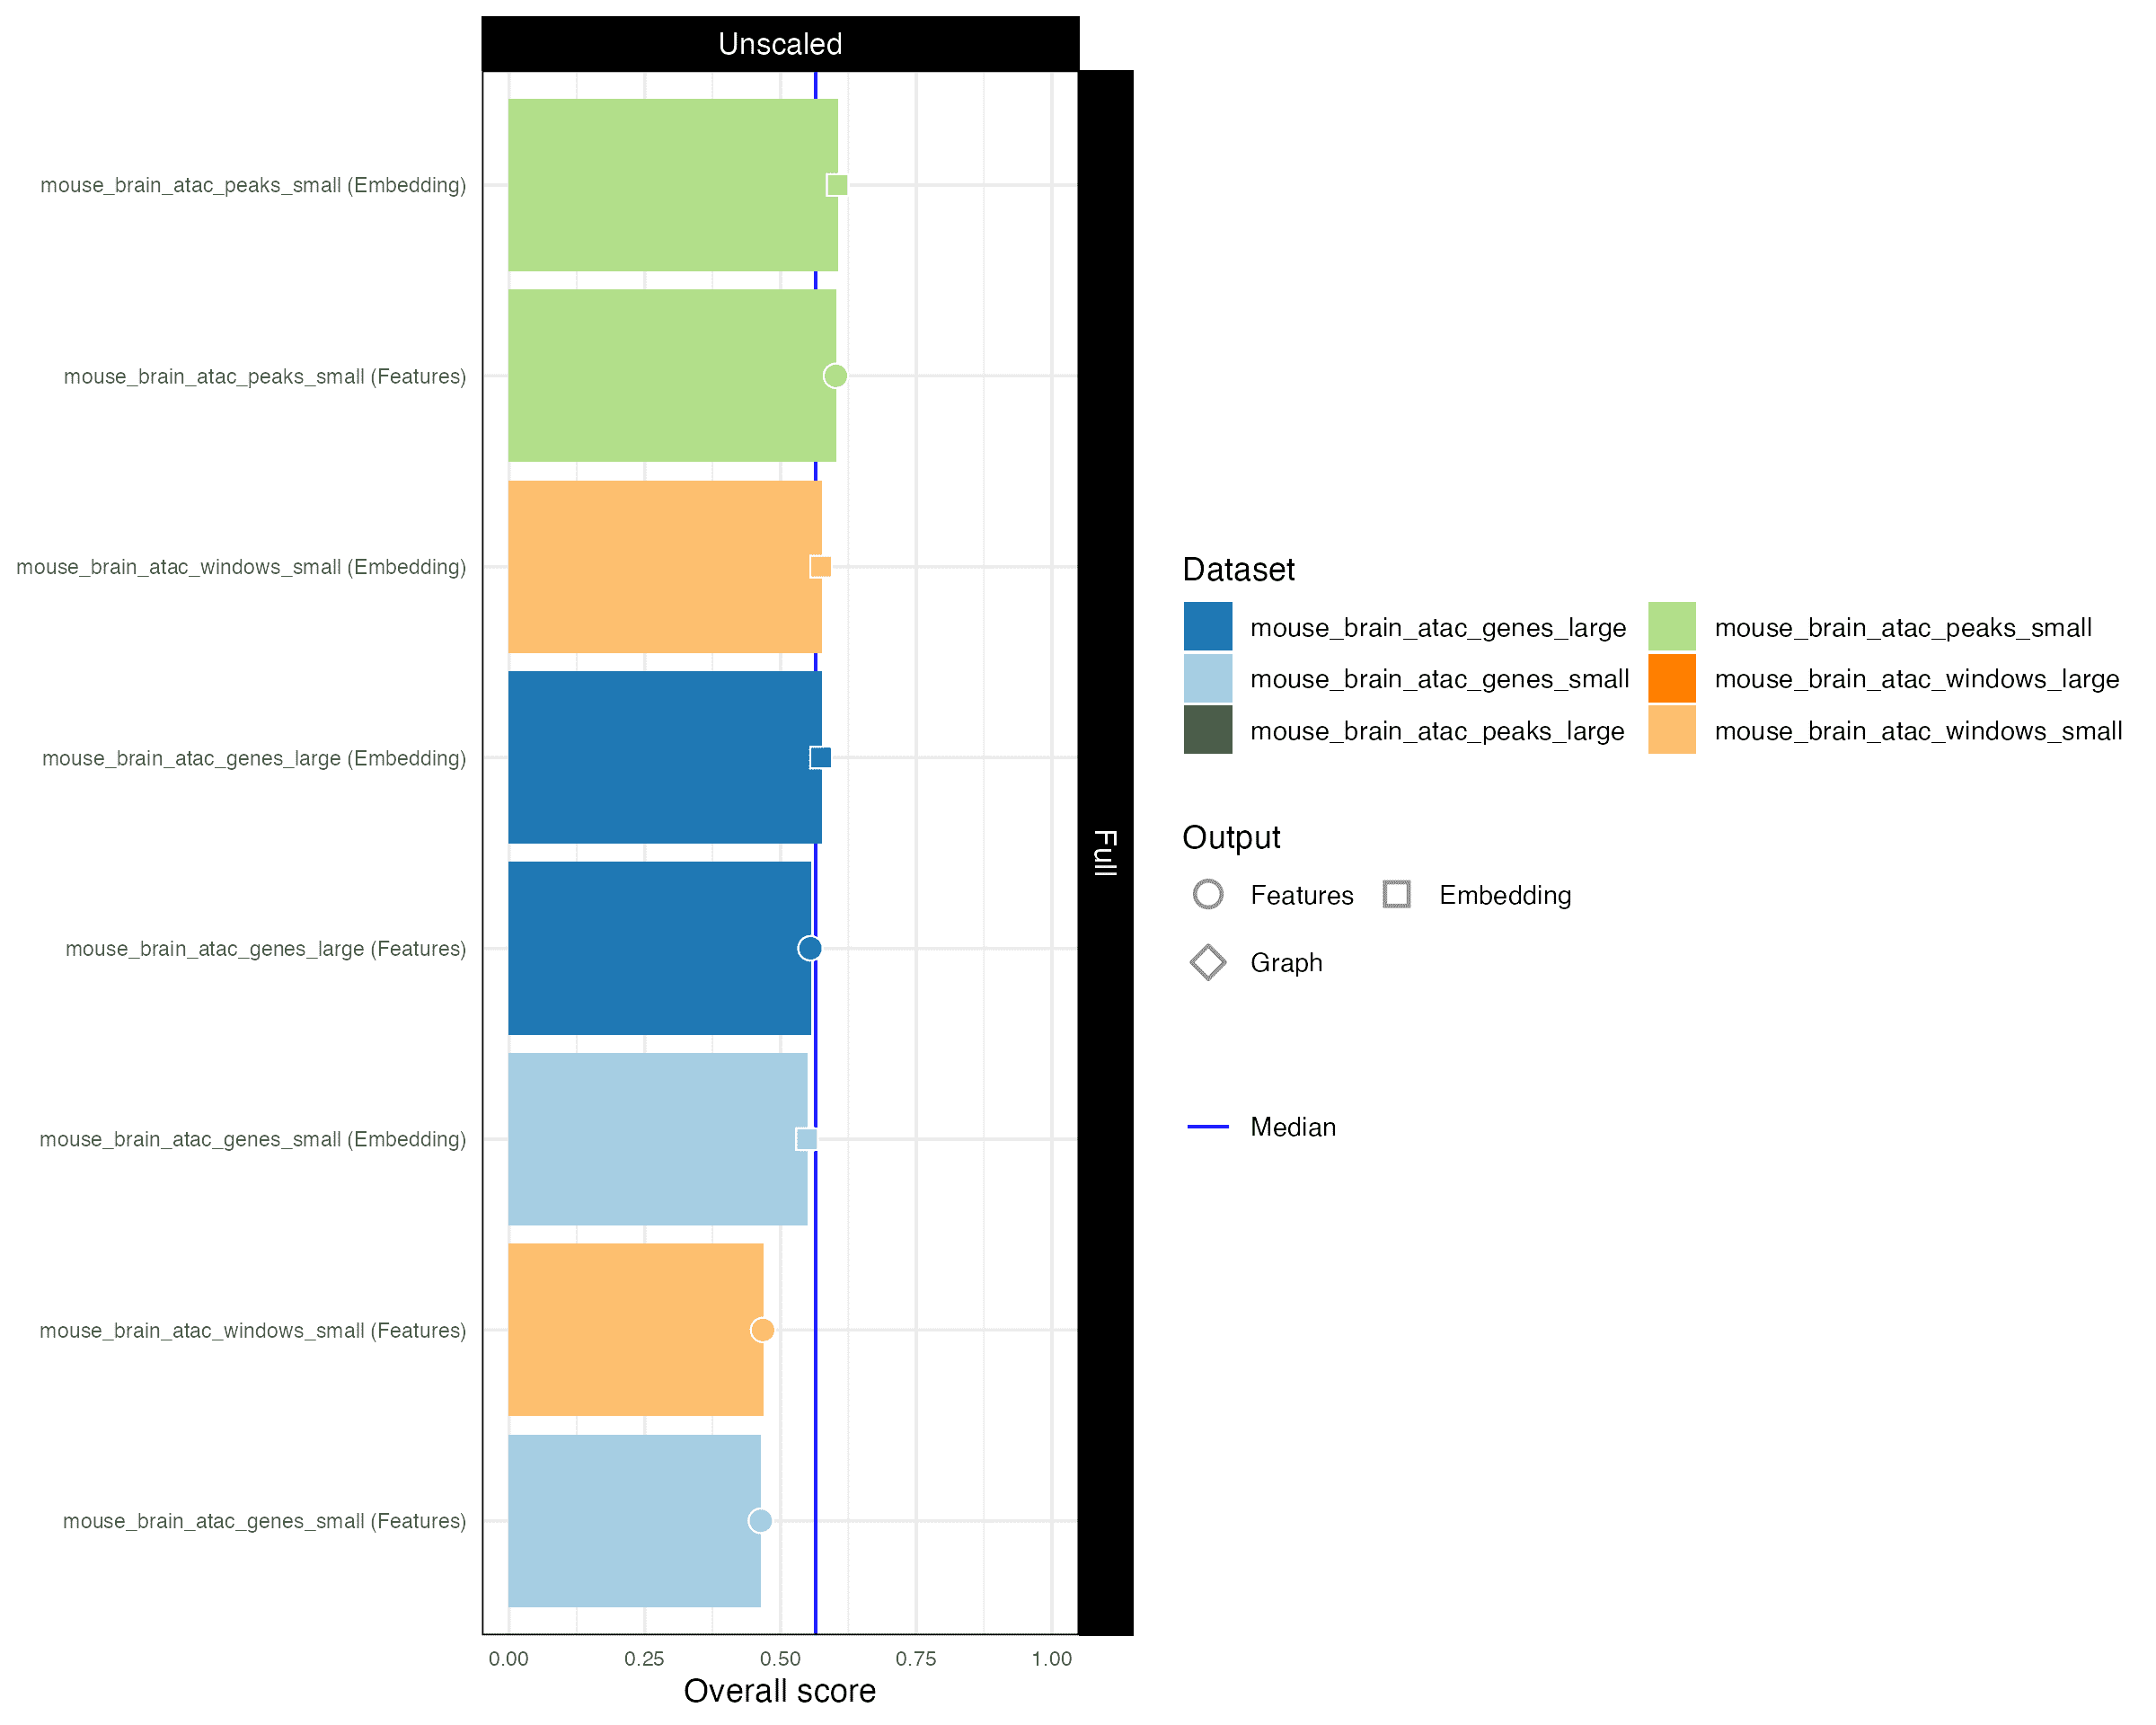 Unscaled
mouse_brain_atac_peaks_small (Embedding)
mouse_brain_atac_peaks_small (Features)
mouse_brain_atac_windows_small (Embedding)
mouse_brain_atac_genes_large (Embedding)
mouse_brain_atac_genes_large (Features)
mouse_brain_atac_genes_small (Embedding)
mouse_brain_atac_windows_small (Features)
mouse_brain_atac_genes_small (Features)
0.00 0.25 0.50 0.75 1.00
Overall score
Full
Dataset
mouse_brain_atac_genes_large mouse_brain_atac_peaks_small
mouse_brain_atac_genes_small mouse_brain_atac_windows_large
mouse_brain_atac_peaks_large mouse_brain_atac_windows_small
Output
Features Embedding
Graph
Median